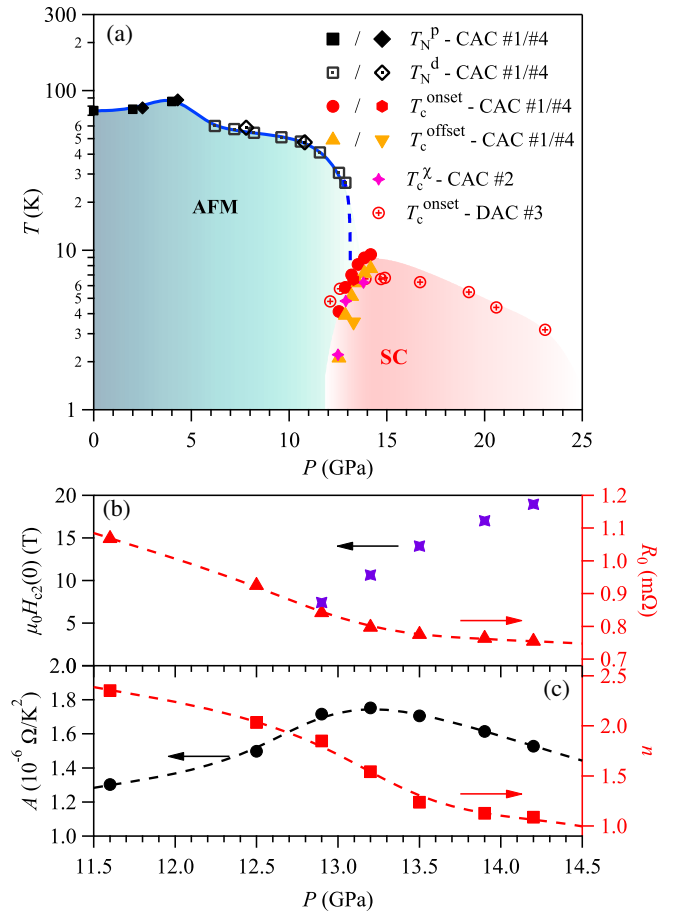 (a)
■ / ◆ T_N^p - CAC #1/#4
/ T_N^d - CAC #1/#4
/ T_c^onset - CAC #1/#4
/ T_c^offset - CAC #1/#4
T_c^χ - CAC #2
T_c^onset - DAC #3
300
100
6
4
3
2
10
8
6
5
4
3
2
1
T (K)
AFM
SC
0 5 10 15 20 25
P (GPa)
(b)
20
15
10
5
μ₀H_c2(0) (T)
1.2
1.1
1.0
0.9
0.8
0.7
R₀ (mΩ)
(c)
2.0
1.8
1.6
1.4
1.2
1.0
A (10⁻⁶ Ω/K²)
2.5
2.0
1.5
1.0
n
11.5 12.0 12.5 13.0 13.5 14.0 14.5
P (GPa)